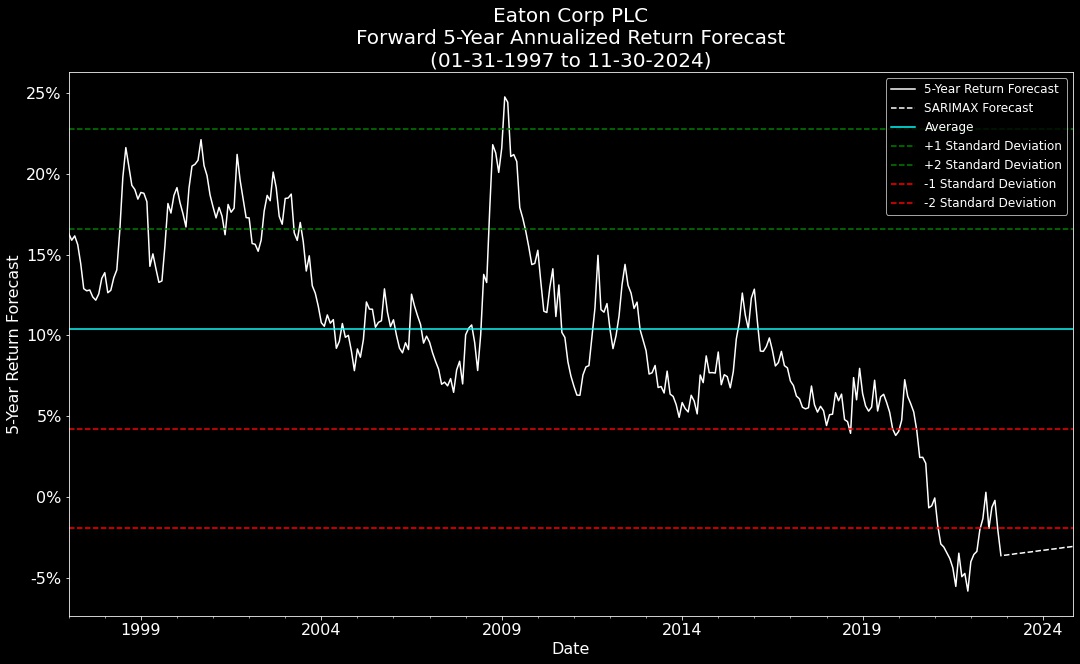 Eaton Corp PLC
Forward 5-Year Annualized Return Forecast
(01-31-1997 to 11-30-2024)
5-Year Return Forecast
SARIMAX Forecast
Average
+1 Standard Deviation
+2 Standard Deviation
-1 Standard Deviation
-2 Standard Deviation
5-Year Return Forecast
25%
20%
15%
10%
5%
0%
-5%
1999
2004
2009
2014
2019
2024
Date